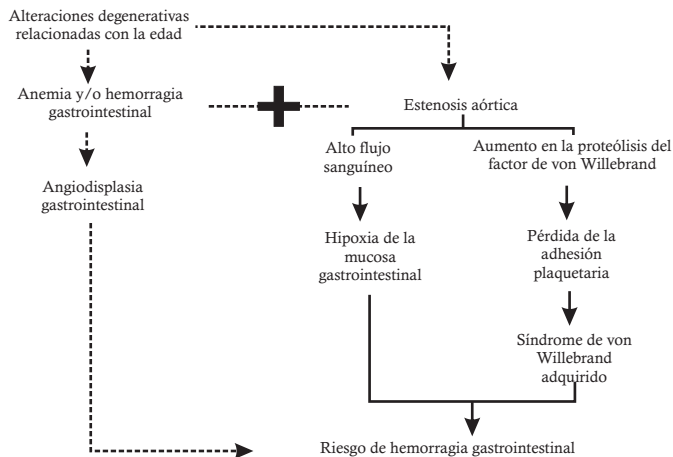 Alteraciones degenerativas
relacionadas con la edad
Anemia y/o hemorragia
gastrointestinal
Estenosis aórtica
Alto flujo
sanguíneo
Aumento en la proteólisis del
factor de von Willebrand
Angiodisplasia
gastrointestinal
Hipoxia de la
mucosa
gastrointestinal
Pérdida de la
adhesión
plaquetaria
Síndrome de von
Willebrand
adquirido
Riesgo de hemorragia gastrointestinal